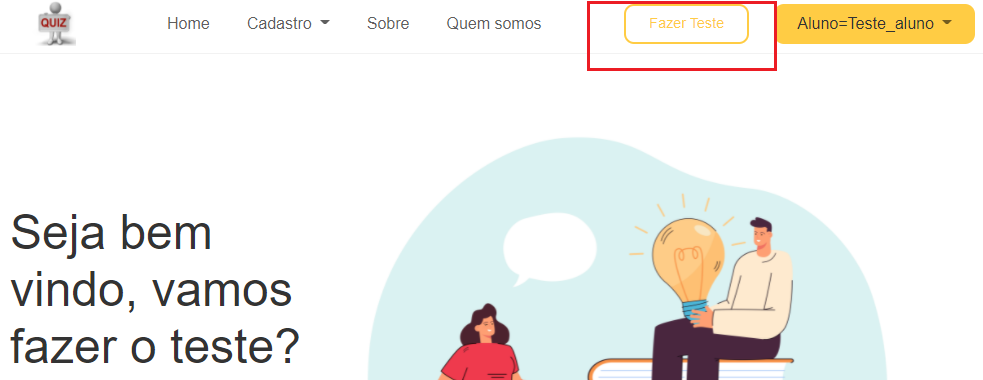 QUIZ
Home Cadastro Sobre Quem somos Fazer Teste Aluno=Teste_aluno
Seja bem
vindo, vamos
fazer o teste?